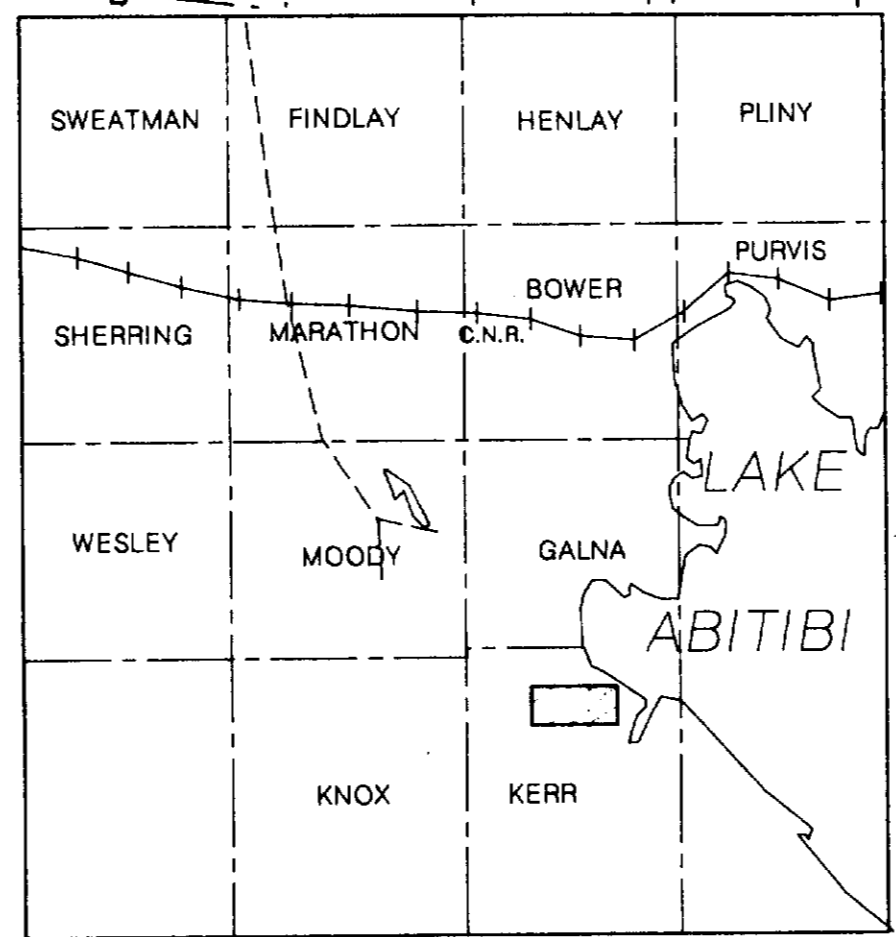 SWEATMAN FINDLAY HENLAY PLINY
PURVIS
BOWER
SHERRING MARATHON C.N.R.
LAKE
WESLEY MOODY GALNA
ABITIBI
KNOX KERR